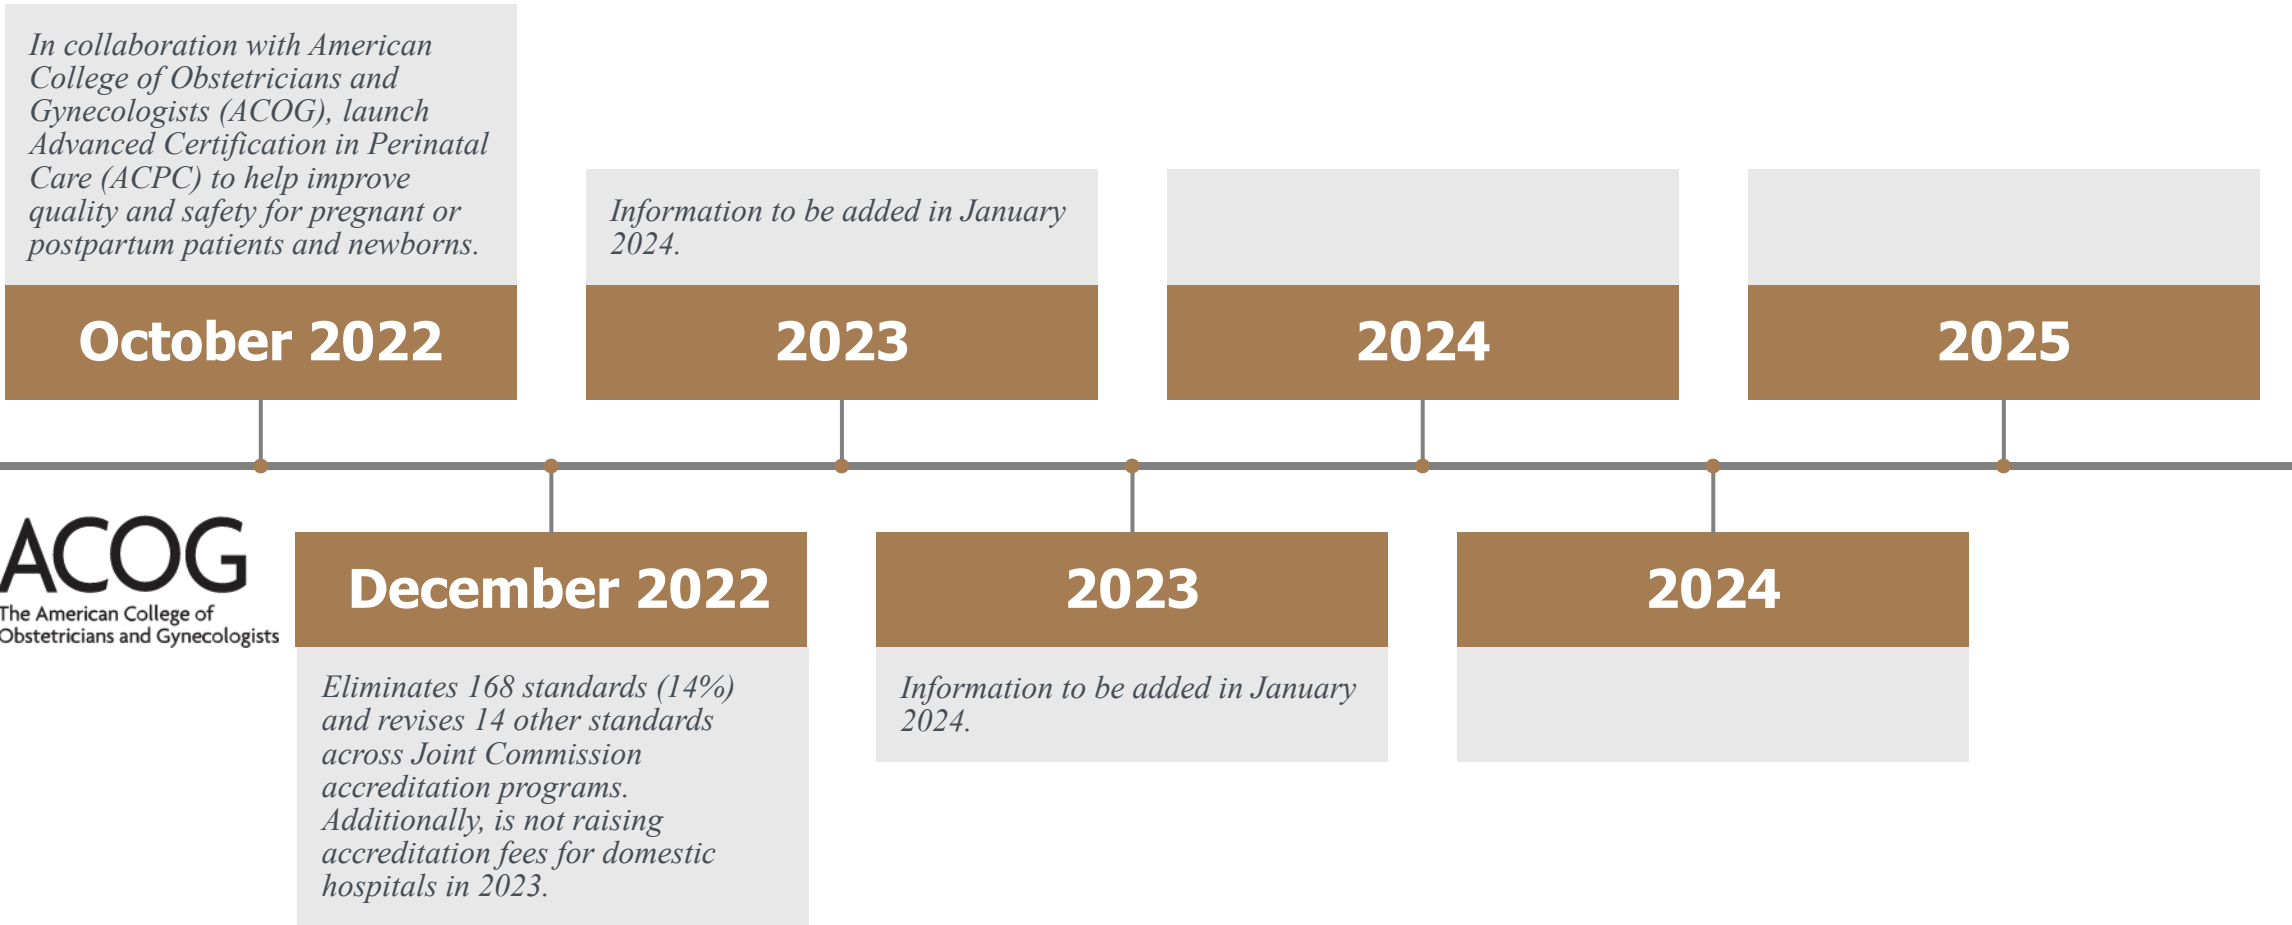 In collaboration with American
College of Obstetricians and
Gynecologists (ACOG), launch
Advanced Certification in Perinatal
Care (ACPC) to help improve
quality and safety for pregnant or
postpartum patients and newborns.
October 2022
Information to be added in January
2024.
2023
2024
2025
ACOG
The American College of
Obstetricians and Gynecologists
December 2022
Eliminates 168 standards (14%)
and revises 14 other standards
across Joint Commission
accreditation programs.
Additionally, is not raising
accreditation fees for domestic
hospitals in 2023.
2023
Information to be added in January
2024.
2024